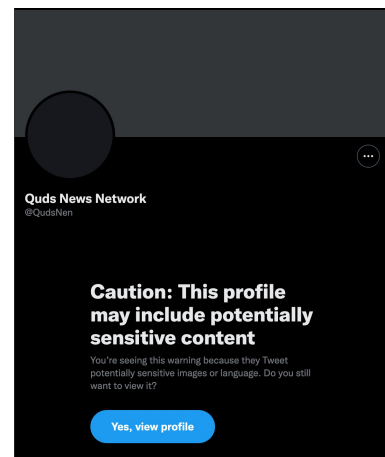 Quds News Network
@QudsNen
Caution: This profile
may include potentially
sensitive content
You're seeing this warning because they Tweet
potentially sensitive images or language. Do you still
want to view it?
Yes, view profile